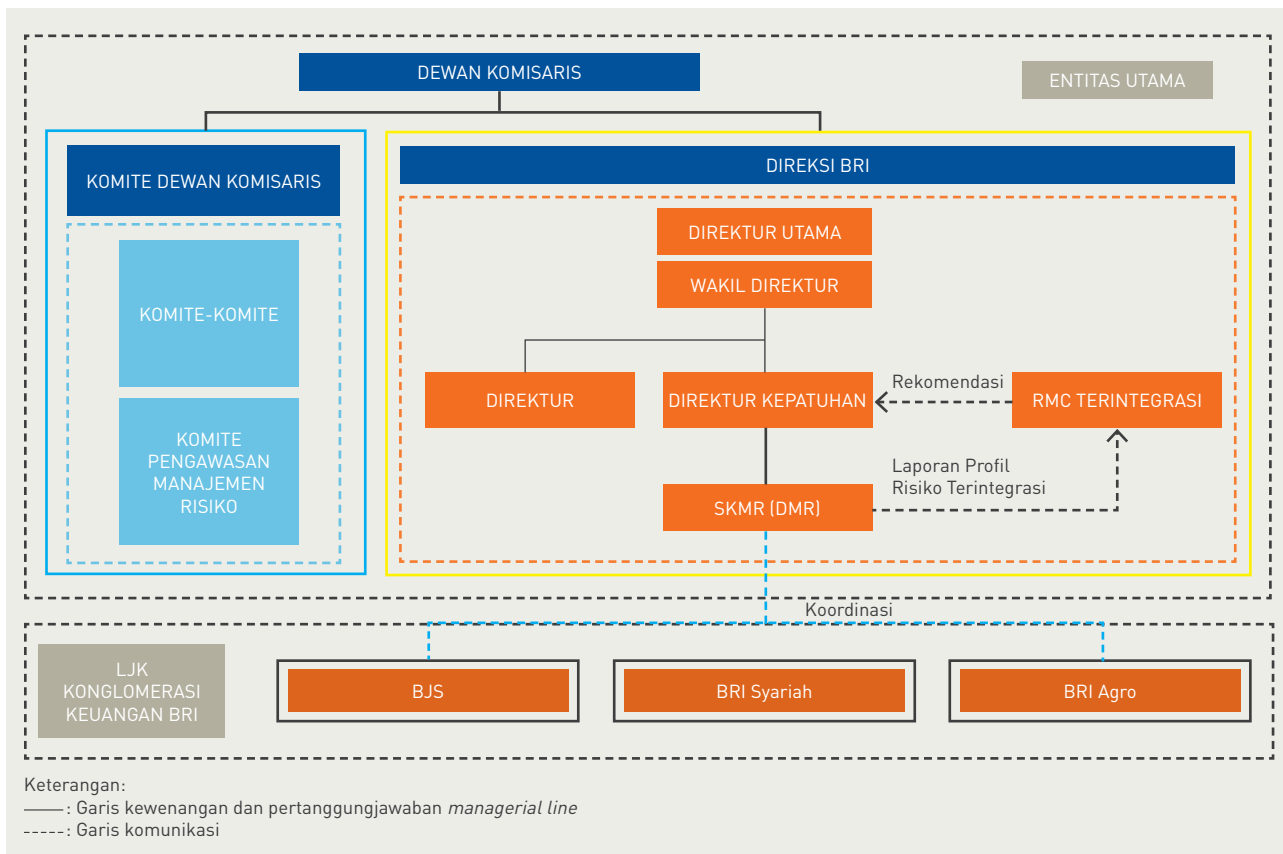 DEWAN KOMISARIS
ENTITAS UTAMA
KOMITE DEWAN KOMISARIS
KOMITE-KOMITE
KOMITE
PENGAWASAN
MANAJEMEN
RISIKO
DIREKSI BRI
DIREKTUR UTAMA
WAKIL DIREKTUR
DIREKTUR
DIREKTUR KEPATUHAN
Rekomendasi
RMC TERINTEGRASI
Laporan Profil
Risiko Terintegrasi
SKMR (DMR)
Koordinasi
LJK
KONGLOMERASI
KEUANGAN BRI
BJS
BRI Syariah
BRI Agro
Keterangan:
: Garis kewenangan dan pertanggungjawaban managerial line
-----: Garis komunikasi